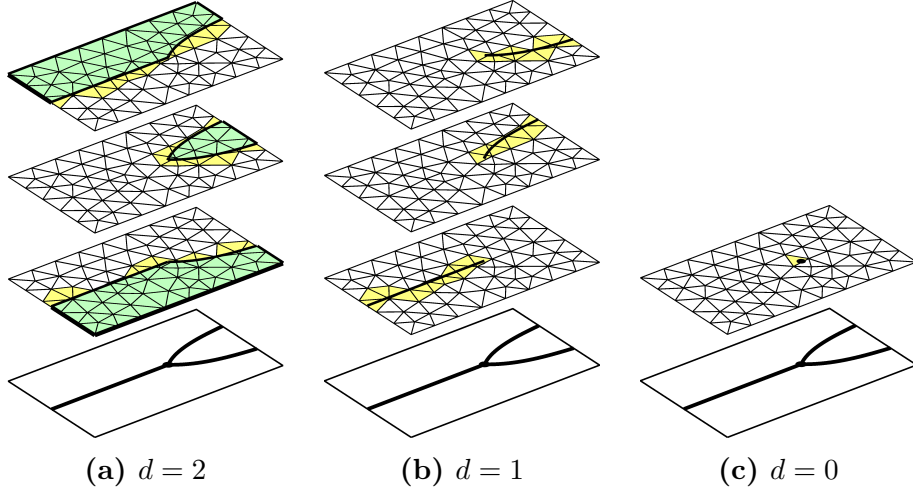 (a) d = 2 (b) d = 1 (c) d = 0